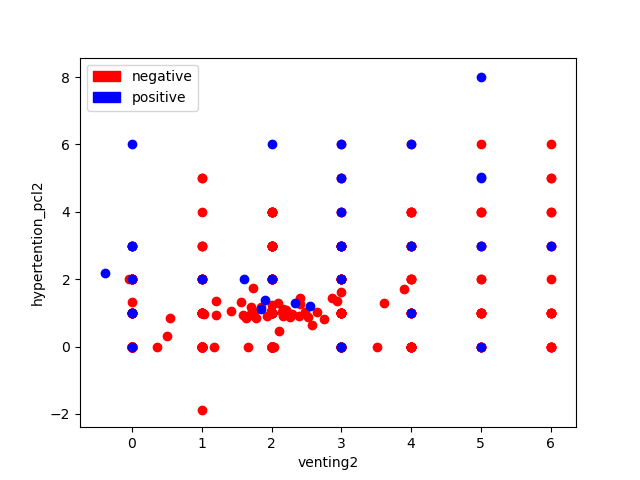 negative
positive
8
6
4
2
0
−2
hypertention_pcl2
0 1 2 3 4 5 6
venting2